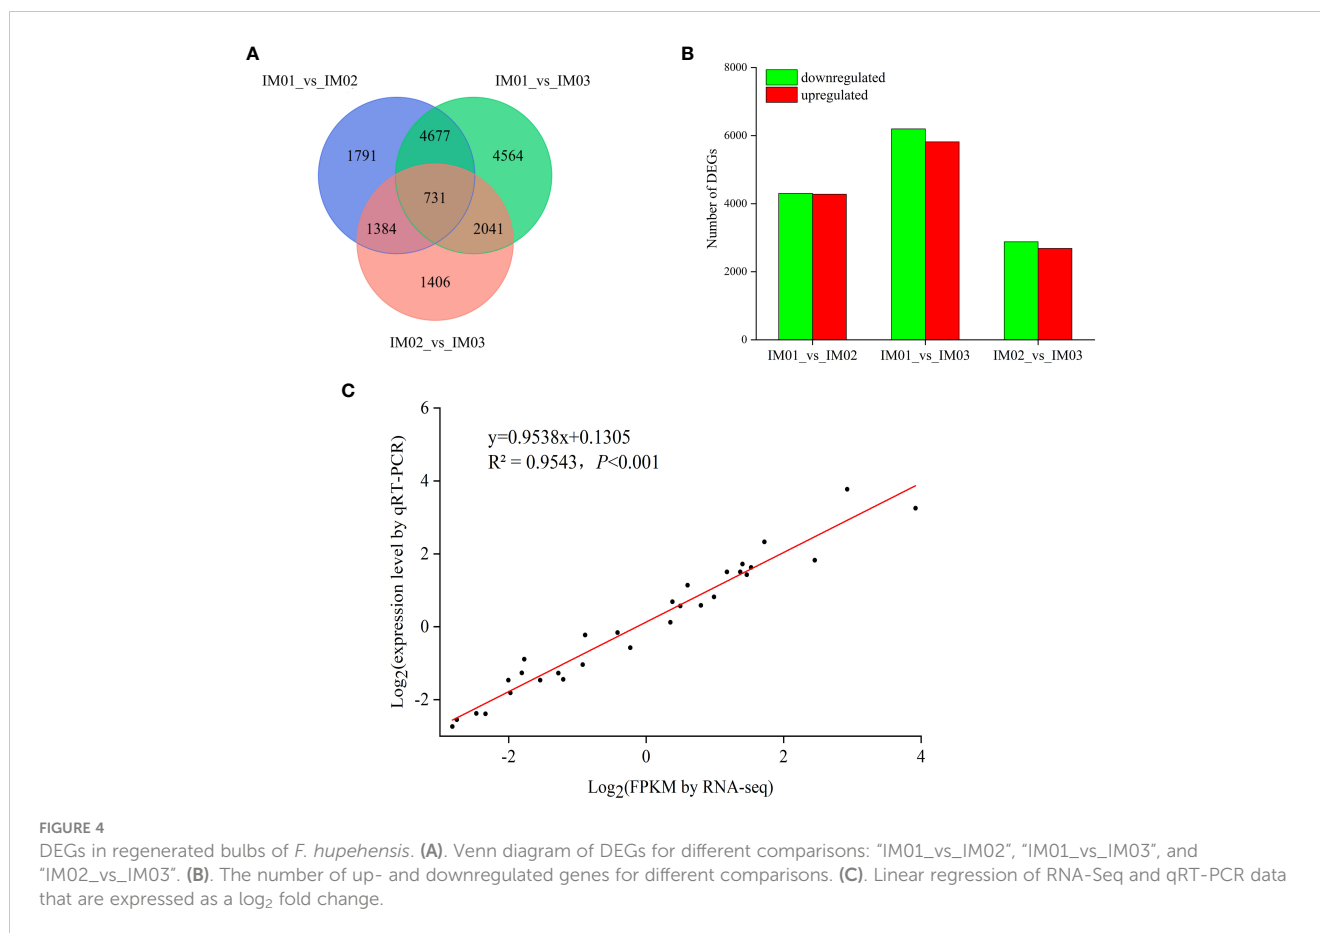 A
IM01_vs_IM02
IM01_vs_IM03
4677
1791
4564
731
1384
2041
1406
IM02_vs_IM03
B
8000
6000
4000
2000
0
Number of DEGs
downregulated
upregulated
IM01_vs_IM02
IM01_vs_IM03
IM02_vs_IM03
C
6
4
2
0
-2
Log₂(expression level by qRT-PCR)
y=0.9538x+0.1305
R² = 0.9543, P<0.001
-2
0
2
4
Log₂(FPKM by RNA-seq)
FIGURE 4
DEGs in regenerated bulbs of F. hupehensis. (A). Venn diagram of DEGs for different comparisons: “IM01_vs_IM02”, “IM01_vs_IM03”, and
“IM02_vs_IM03”. (B). The number of up- and downregulated genes for different comparisons. (C). Linear regression of RNA-Seq and qRT-PCR data
that are expressed as a log₂ fold change.